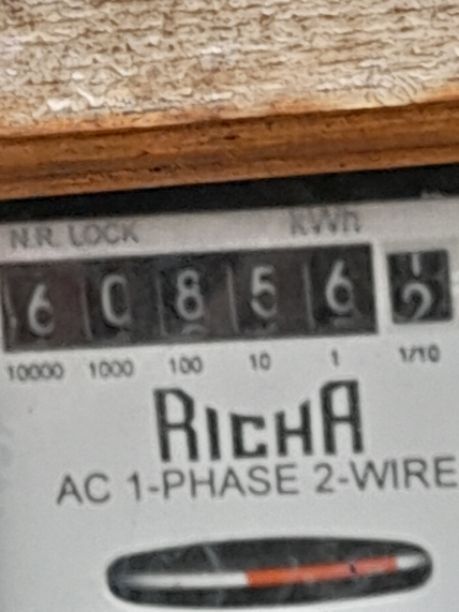 N.R. LOCK kWh
6 0 8 5 6 2
10000 1000 100 10 1 1/10
RICHA
AC 1-PHASE 2-WIRE